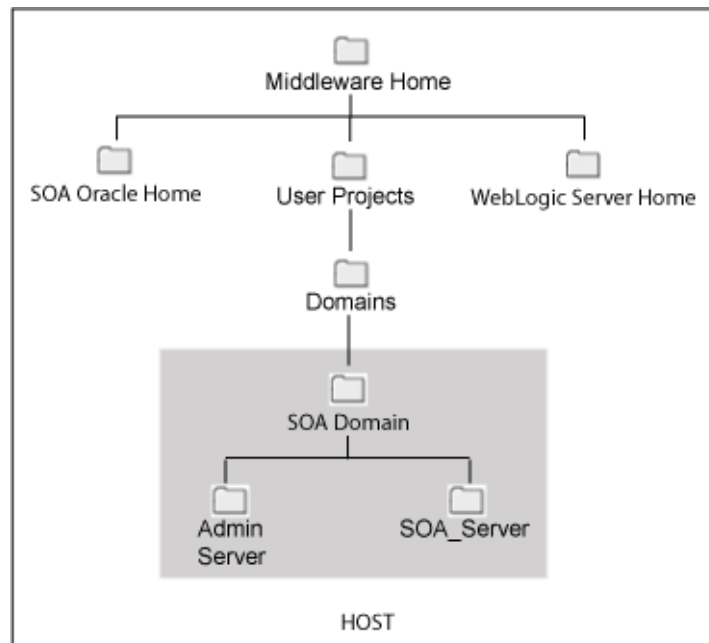 Middleware Home
SOA Oracle Home
User Projects
WebLogic Server Home
Domains
SOA Domain
Admin
Server
SOA_Server
HOST